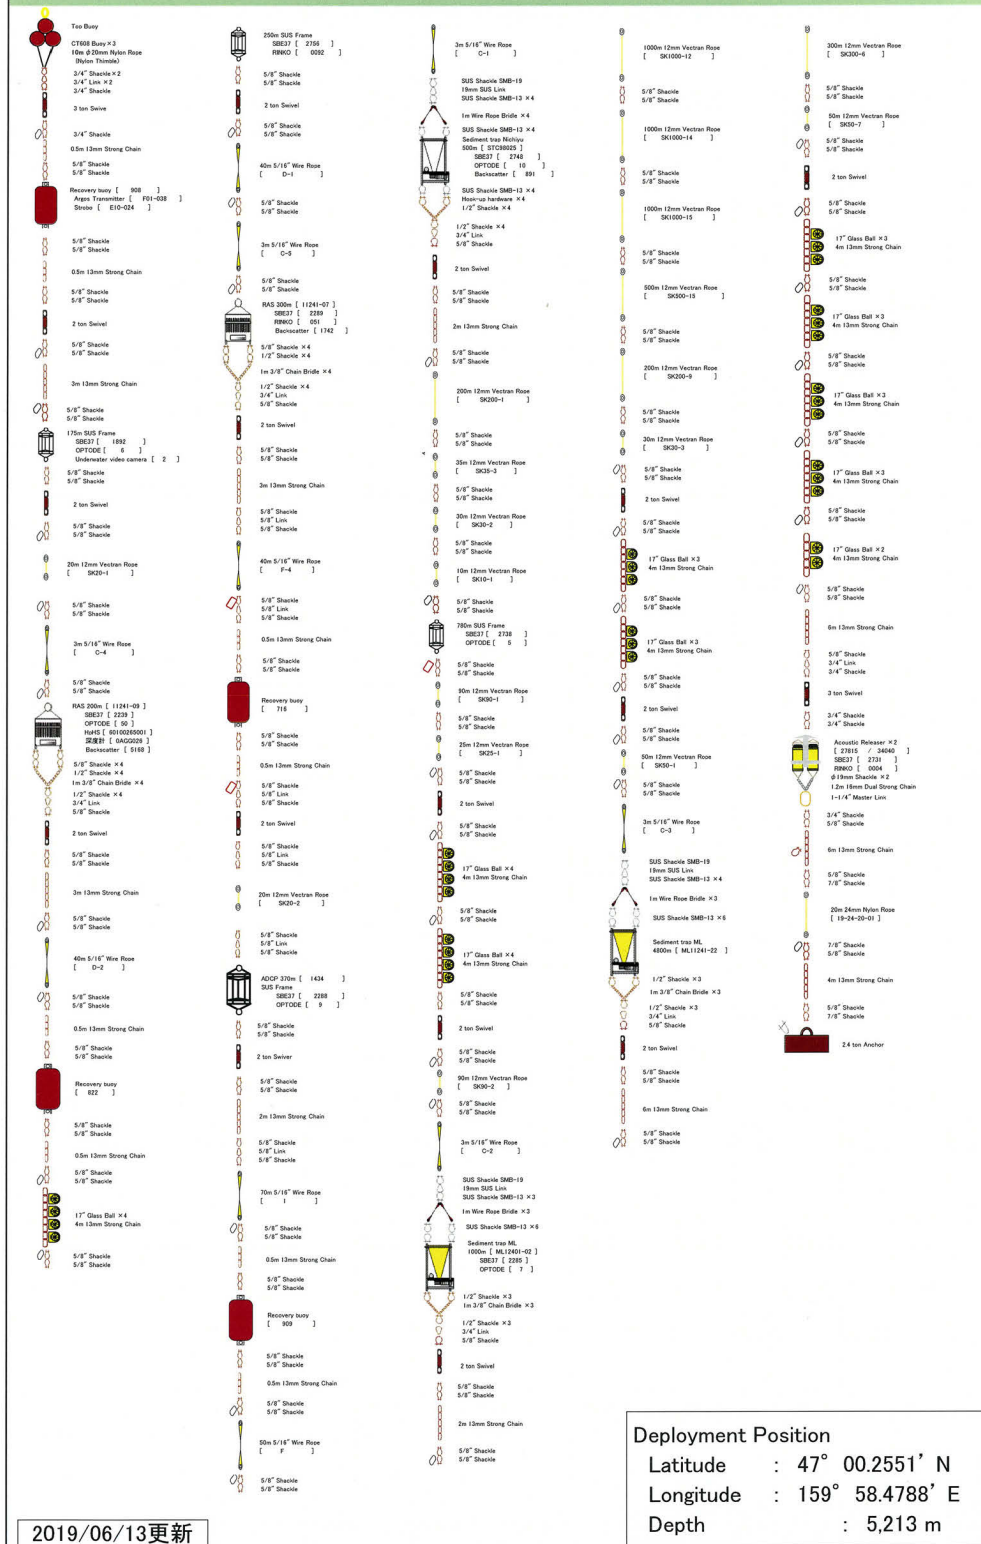 Top Buoy
CT608 Buoy×3
10m φ20mm Nylon Rope
(Nylon Thimble)
3/4″ Shackle×2
3/4″ Link ×2
3/4″ Shackle
3 ton Swive
3/4″ Shackle
0.5m 13mm Strong Chain
5/8″ Shackle
5/8″ Shackle
Recovery buoy [ 908 ]
Argos Transmitter [ F01-038 ]
Strobo [ E10-024 ]
5/8″ Shackle
5/8″ Shackle
0.5m 13mm Strong Chain
5/8″ Shackle
5/8″ Shackle
2 ton Swivel
5/8″ Shackle
5/8″ Shackle
3m 13mm Strong Chain
5/8″ Shackle
5/8″ Shackle
175m SUS Frame
SBE37 [ 1892 ]
OPTODE [ 6 ]
Underwater video camera [ 2 ]
5/8″ Shackle
5/8″ Shackle
2 ton Swivel
5/8″ Shackle
5/8″ Shackle
20m 12mm Vectran Rope
[ SK20-1 ]
5/8″ Shackle
5/8″ Shackle
3m 5/16″ Wire Rope
[ C-4 ]
5/8″ Shackle
5/8″ Shackle
RAS 200m [ 11241-09 ]
SBE37 [ 2239 ]
OPTODE [ 50 ]
HpHS [ 60100265001 ]
深度計 [ 0AGG026 ]
Backscatter [ 5168 ]
5/8″ Shackle ×4
1/2″ Shackle ×4
1m 3/8″ Chain Bridle ×4
1/2″ Shackle ×4
3/4″ Link
5/8″ Shackle
2 ton Swivel
5/8″ Shackle
5/8″ Shackle
3m 13mm Strong Chain
5/8″ Shackle
5/8″ Shackle
40m 5/16″ Wire Rope
[ D-2 ]
5/8″ Shackle
5/8″ Shackle
0.5m 13mm Strong Chain
5/8″ Shackle
5/8″ Shackle
Recovery buoy
[ 822 ]
5/8″ Shackle
5/8″ Shackle
0.5m 13mm Strong Chain
5/8″ Shackle
5/8″ Shackle
17″ Glass Ball ×4
4m 13mm Strong Chain
5/8″ Shackle
5/8″ Shackle
250m SUS Frame
SBE37 [ 2756 ]
RINKO [ 0092 ]
5/8″ Shackle
5/8″ Shackle
2 ton Swivel
5/8″ Shackle
5/8″ Shackle
40m 5/16″ Wire Rope
[ D-1 ]
5/8″ Shackle
5/8″ Shackle
3m 5/16″ Wire Rope
[ C-5 ]
5/8″ Shackle
5/8″ Shackle
RAS 300m [ 11241-07 ]
SBE37 [ 2289 ]
RINKO [ 051 ]
Backscatter [ 1742 ]
5/8″ Shackle ×4
1/2″ Shackle ×4
1m 3/8″ Chain Bridle ×4
1/2″ Shackle ×4
3/4″ Link
5/8″ Shackle
2 ton Swivel
5/8″ Shackle
5/8″ Shackle
3m 13mm Strong Chain
5/8″ Shackle
5/8″ Link
5/8″ Shackle
40m 5/16″ Wire Rope
[ F-4 ]
5/8″ Shackle
5/8″ Link
5/8″ Shackle
0.5m 13mm Strong Chain
5/8″ Shackle
5/8″ Shackle
Recovery buoy
[ 716 ]
5/8″ Shackle
5/8″ Shackle
0.5m 13mm Strong Chain
5/8″ Shackle
5/8″ Link
5/8″ Shackle
2 ton Swivel
5/8″ Shackle
5/8″ Link
5/8″ Shackle
20m 12mm Vectran Rope
[ SK20-2 ]
5/8″ Shackle
5/8″ Link
5/8″ Shackle
ADCP 370m [ 1434 ]
SUS Frame
SBE37 [ 2288 ]
OPTODE [ 9 ]
5/8″ Shackle
5/8″ Shackle
2 ton Swiver
5/8″ Shackle
5/8″ Shackle
2m 13mm Strong Chain
5/8″ Shackle
5/8″ Link
5/8″ Shackle
70m 5/16″ Wire Rope
[ I ]
5/8″ Shackle
5/8″ Shackle
0.5m 13mm Strong Chain
5/8″ Shackle
5/8″ Shackle
Recovery buoy
[ 909 ]
5/8″ Shackle
5/8″ Shackle
0.5m 13mm Strong Chain
5/8″ Shackle
5/8″ Shackle
50m 5/16″ Wire Rope
[ F ]
5/8″ Shackle
5/8″ Shackle
3m 5/16″ Wire Rope
[ C-1 ]
SUS Shackle SMB-19
19mm SUS Link
SUS Shackle SMB-13 ×4
1m Wire Rope Bridle ×4
SUS Shackle SMB-13 ×4
Sediment trap Nichiyu
500m [ STC98025 ]
SBE37 [ 2748 ]
OPTODE [ 10 ]
Backscatter [ 891 ]
SUS Shackle SMB-13 ×4
Hook-up hardware ×4
1/2″ Shackle ×4
1/2″ Shackle ×4
3/4″ Link
5/8″ Shackle
2 ton Swivel
5/8″ Shackle
5/8″ Shackle
2m 13mm Strong Chain
5/8″ Shackle
5/8″ Shackle
200m 12mm Vectran Rope
[ SK200-1 ]
5/8″ Shackle
5/8″ Shackle
35m 12mm Vectran Rope
[ SK35-3 ]
5/8″ Shackle
5/8″ Shackle
30m 12mm Vectran Rope
[ SK30-2 ]
5/8″ Shackle
5/8″ Shackle
10m 12mm Vectran Rope
[ SK10-1 ]
5/8″ Shackle
5/8″ Shackle
780m SUS Frame
SBE37 [ 2738 ]
OPTODE [ 5 ]
5/8″ Shackle
5/8″ Shackle
90m 12mm Vectran Rope
[ SK90-1 ]
5/8″ Shackle
5/8″ Shackle
25m 12mm Vectran Rope
[ SK25-1 ]
5/8″ Shackle
5/8″ Shackle
2 ton Swivel
5/8″ Shackle
5/8″ Shackle
17″ Glass Ball ×4
4m 13mm Strong Chain
5/8″ Shackle
5/8″ Shackle
17″ Glass Ball ×4
4m 13mm Strong Chain
5/8″ Shackle
5/8″ Shackle
2 ton Swivel
5/8″ Shackle
5/8″ Shackle
90m 12mm Vectran Rope
[ SK90-2 ]
5/8″ Shackle
5/8″ Shackle
3m 5/16″ Wire Rope
[ C-2 ]
SUS Shackle SMB-19
19mm SUS Link
SUS Shackle SMB-13 ×3
1m Wire Rope Bridle ×3
SUS Shackle SMB-13 ×6
Sediment trap ML
1000m [ ML12401-02 ]
SBE37 [ 2285 ]
OPTODE [ 7 ]
1/2″ Shackle ×3
1m 3/8″ Chain Bridle ×3
1/2″ Shackle ×3
3/4″ Link
5/8″ Shackle
2 ton Swivel
5/8″ Shackle
5/8″ Shackle
2m 13mm Strong Chain
5/8″ Shackle
5/8″ Shackle
1000m 12mm Vectran Rope
[ SK1000-12 ]
5/8″ Shackle
5/8″ Shackle
1000m 12mm Vectran Rope
[ SK1000-14 ]
5/8″ Shackle
5/8″ Shackle
1000m 12mm Vectran Rope
[ SK1000-15 ]
5/8″ Shackle
5/8″ Shackle
500m 12mm Vectran Rope
[ SK500-15 ]
5/8″ Shackle
5/8″ Shackle
200m 12mm Vectran Rope
[ SK200-9 ]
5/8″ Shackle
5/8″ Shackle
30m 12mm Vectran Rope
[ SK30-3 ]
5/8″ Shackle
5/8″ Shackle
2 ton Swivel
5/8″ Shackle
5/8″ Shackle
17″ Glass Ball ×3
4m 13mm Strong Chain
5/8″ Shackle
5/8″ Shackle
17″ Glass Ball ×3
4m 13mm Strong Chain
5/8″ Shackle
5/8″ Shackle
2 ton Swivel
5/8″ Shackle
5/8″ Shackle
50m 12mm Vectran Rope
[ SK50-1 ]
5/8″ Shackle
5/8″ Shackle
3m 5/16″ Wire Rope
[ C-3 ]
SUS Shackle SMB-19
19mm SUS Link
SUS Shackle SMB-13 ×4
1m Wire Rope Bridle ×3
SUS Shackle SMB-13 ×6
Sediment trap ML
4800m [ ML11241-22 ]
1/2″ Shackle ×3
1m 3/8″ Chain Bridle ×3
1/2″ Shackle ×3
3/4″ Link
5/8″ Shackle
2 ton Swivel
5/8″ Shackle
5/8″ Shackle
6m 13mm Strong Chain
5/8″ Shackle
5/8″ Shackle
300m 12mm Vectran Rope
[ SK300-6 ]
5/8″ Shackle
5/8″ Shackle
50m 12mm Vectran Rope
[ SK50-7 ]
5/8″ Shackle
5/8″ Shackle
2 ton Swivel
5/8″ Shackle
5/8″ Shackle
17″ Glass Ball ×3
4m 13mm Strong Chain
5/8″ Shackle
5/8″ Shackle
17″ Glass Ball ×3
4m 13mm Strong Chain
5/8″ Shackle
5/8″ Shackle
17″ Glass Ball ×3
4m 13mm Strong Chain
5/8″ Shackle
5/8″ Shackle
17″ Glass Ball ×3
4m 13mm Strong Chain
5/8″ Shackle
5/8″ Shackle
17″ Glass Ball ×2
4m 13mm Strong Chain
5/8″ Shackle
5/8″ Shackle
6m 13mm Strong Chain
5/8″ Shackle
3/4″ Link
3/4″ Shackle
3 ton Swivel
3/4″ Shackle
3/4″ Shackle
Acoustic Releaser ×2
[ 27815 / 34040 ]
SBE37 [ 2731 ]
RINKO [ 0004 ]
φ19mm Shackle ×2
1.2m 16mm Dual Strong Chain
1-1/4″ Master Link
3/4″ Shackle
5/8″ Shackle
6m 13mm Strong Chain
5/8″ Shackle
7/8″ Shackle
20m 24mm Nylon Rope
[ 19-24-20-01 ]
7/8″ Shackle
5/8″ Shackle
4m 13mm Strong Chain
5/8″ Shackle
7/8″ Shackle
2.4 ton Anchor
Deployment Position
Latitude : 47° 00.2551’ N
Longitude : 159° 58.4788’ E
Depth : 5,213 m
2019/06/13更新